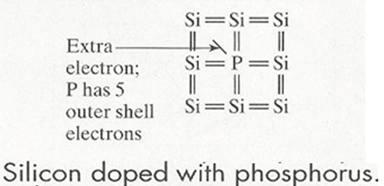 Si=Si=Si
Extra
electron;
Si=P=Si
P has 5
outer shell
Si=Si=Si
electrons
Silicon doped with phosphorus.